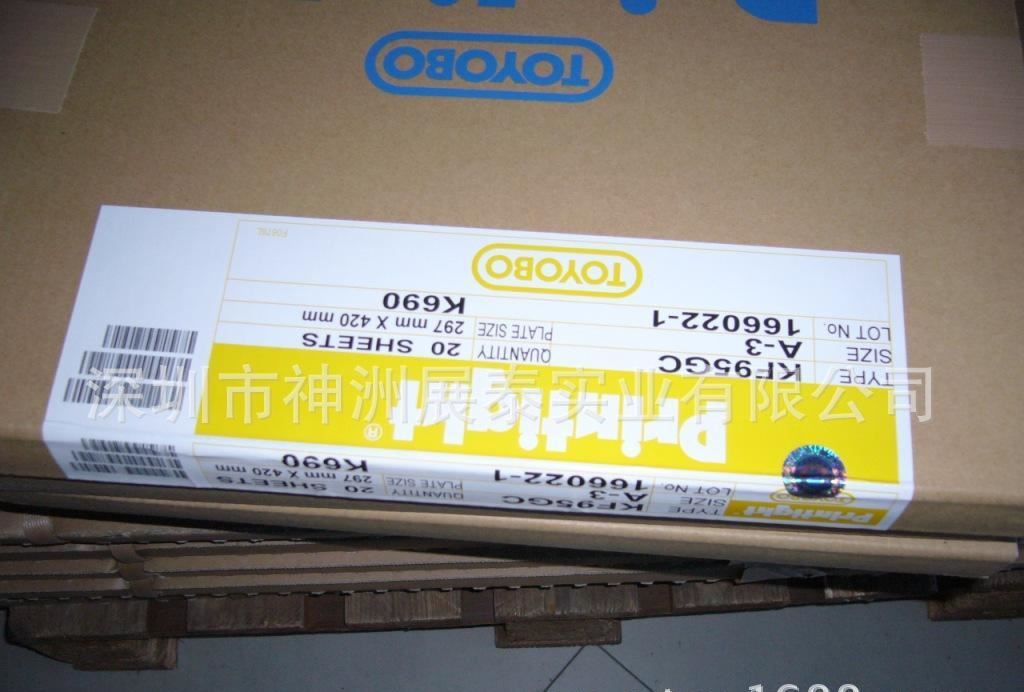 Printight
TOYOBO
Printight®
TYPE KF95GC QUANTITY 20 SHEETS
SIZE A-3 PLATE SIZE 297 mm X 420 mm
LOT No. 166022-1 K690
TOYOBO
Printight
TOYOBO
TYPE KF95GC QUANTITY 20 SHEETS
SIZE A-3 PLATE SIZE 297 mm X 420 mm
LOT No. 166022-1 K690
深圳市神洲展泰实业有限公司